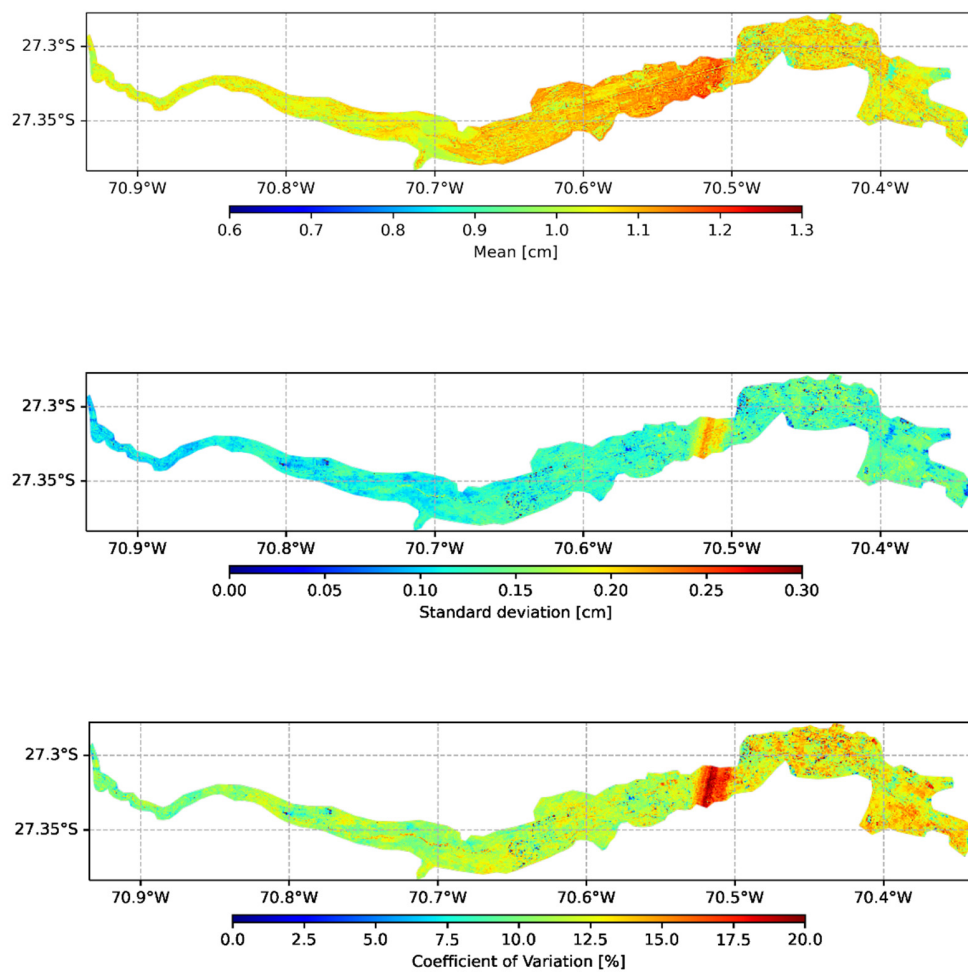 27.3°S
27.35°S
70.9°W 70.8°W 70.7°W 70.6°W 70.5°W 70.4°W
0.6 0.7 0.8 0.9 1.0 1.1 1.2 1.3
Mean [cm]
27.3°S
27.35°S
70.9°W 70.8°W 70.7°W 70.6°W 70.5°W 70.4°W
0.00 0.05 0.10 0.15 0.20 0.25 0.30
Standard deviation [cm]
27.3°S
27.35°S
70.9°W 70.8°W 70.7°W 70.6°W 70.5°W 70.4°W
0.0 2.5 5.0 7.5 10.0 12.5 15.0 17.5 20.0
Coefficient of Variation [%]